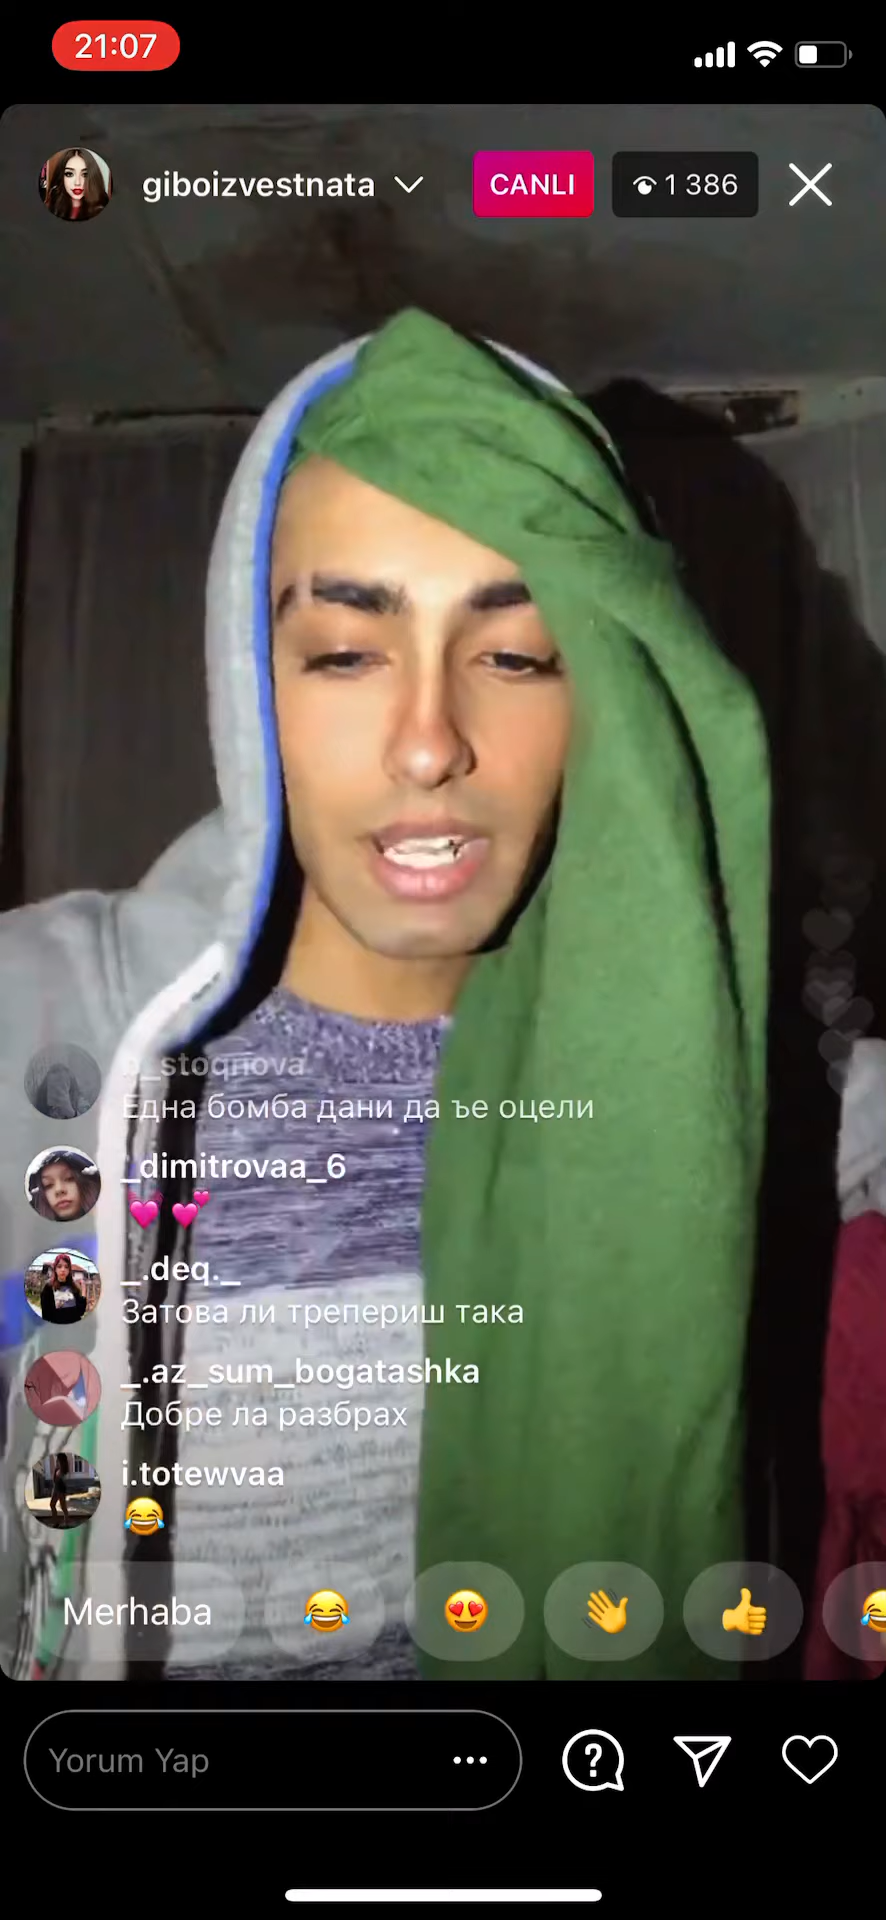 21:07
giboizvestnata
CANLI
1 386
p_stoqnova
Една бомба дани да ъе оцели
_dimitrovaa_6
_.deq._
Затова ли трепериш така
_.az_sum_bogatashka
Добре ла разбрах
i.totewvaa
Merhaba
Yorum Yap